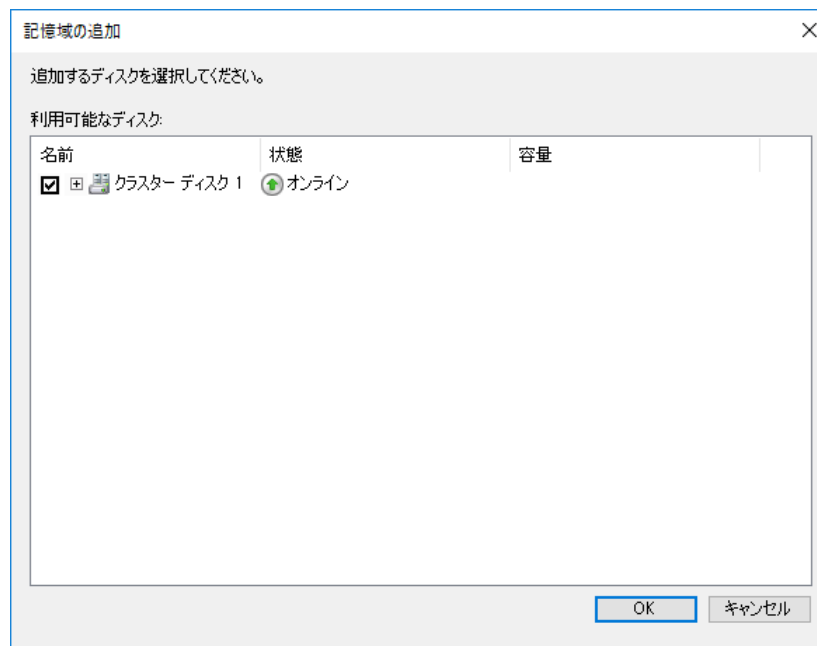 記憶域の追加
追加するディスクを選択してください。
利用可能なディスク:
名前 状態 容量
クラスター ディスク 1 オンライン
OK キャンセル